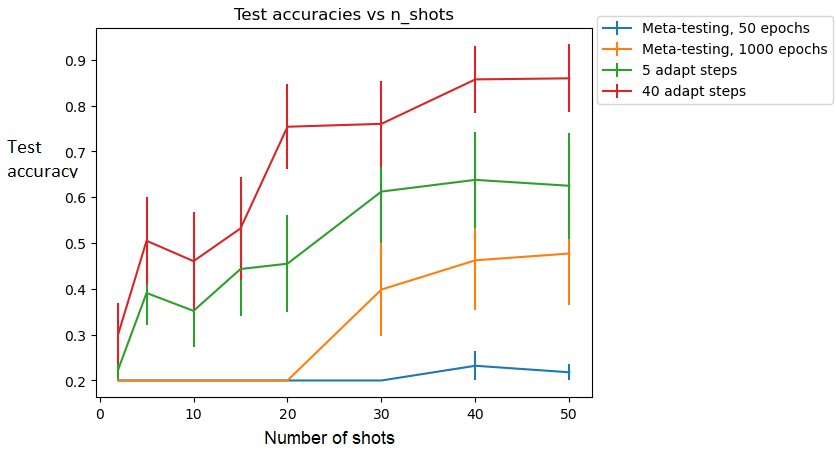 Test accuracies vs n_shots
Meta-testing, 50 epochs
Meta-testing, 1000 epochs
5 adapt steps
40 adapt steps
0.9
0.8
0.7
0.6
0.5
0.4
0.3
0.2
Test
accuracy
0 10 20 30 40 50
Number of shots